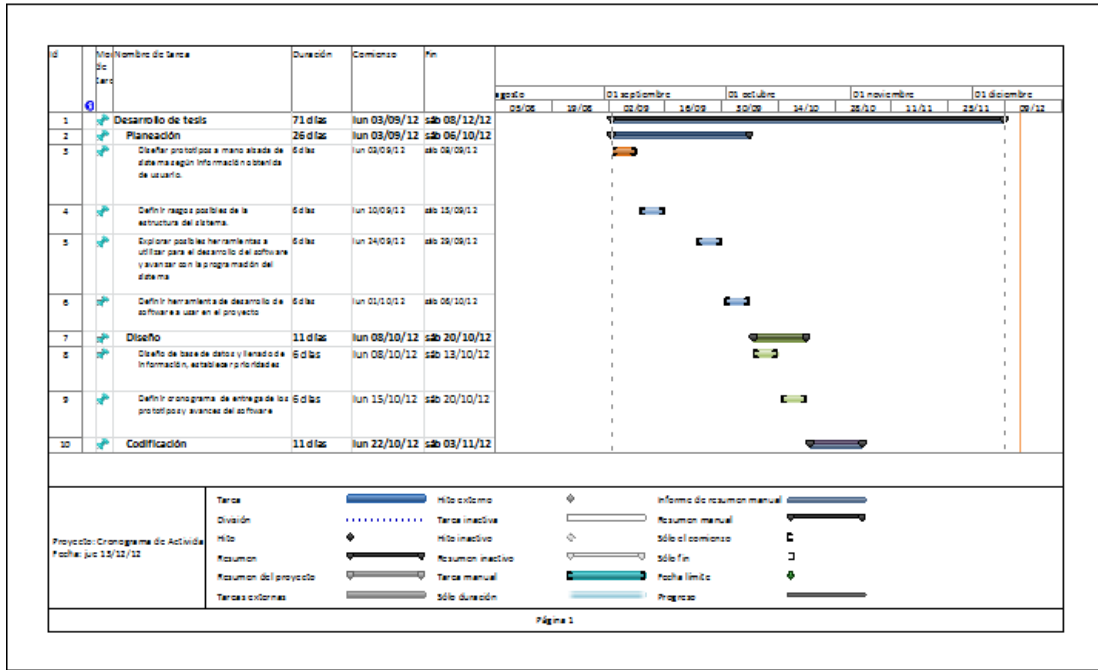 Id
Mo Nombre de tarea Duración Comienzo Fin
de
tare
agosto 01 septiembre 01 octubre 01 noviembre 01 diciembre
05/08 19/08 02/09 16/09 30/09 14/10 28/10 11/11 25/11 09/12
1 Desarrollo de tesis 71 días lun 03/09/12 sáb 08/12/12
2 Planeación 26 días lun 03/09/12 sáb 06/10/12
3 Diseñar prototipos a mano alzada de 6 días lun 03/09/12 sáb 08/09/12
sistema según información obtenida
de usuario.
4 Definir rasgos posibles de la 6 días lun 10/09/12 sáb 15/09/12
estructura del sistema.
5 Explorar posibles herramientas a 6 días lun 24/09/12 sáb 29/09/12
utilizar para el desarrollo del software
y avanzar con la programación del
sistema
6 Definir herramienta de desarrollo de 6 días lun 01/10/12 sáb 06/10/12
software a usar en el proyecto
7 Diseño 11 días lun 08/10/12 sáb 20/10/12
8 Diseño de base de datos y llenado de 6 días lun 08/10/12 sáb 13/10/12
información, establecer prioridades
9 Definir cronograma de entrega de los 6 días lun 15/10/12 sáb 20/10/12
prototipos y avances del software
10 Codificación 11 días lun 22/10/12 sáb 03/11/12
Proyecto: Cronograma de Activida
Fecha: jue 13/12/12
Tarea Hito externo Informe de resumen manual
División Tarea inactiva Resumen manual
Hito Hito inactivo Sólo el comienzo
Resumen Resumen inactivo Sólo fin
Resumen del proyecto Tarea manual Fecha límite
Tareas externas Sólo duración Progreso
Página 1